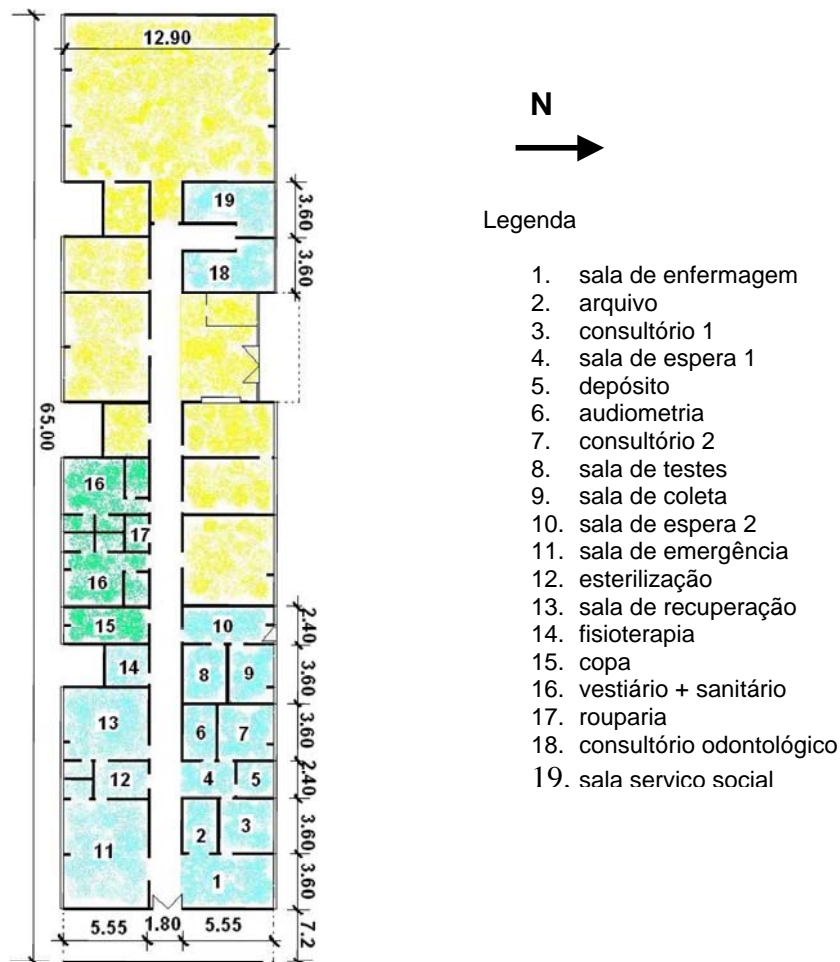 12.90
19
3.60
18
3.60
65.00
16
17
16
15
10
2.40
14
8
9
3.60
13
6
7
3.60
12
4
5
2.40
11
2
3
3.60
1
3.60
5.55
1.80
5.55
7.2
N
Legenda
1. sala de enfermagem
2. arquivo
3. consultório 1
4. sala de espera 1
5. depósito
6. audiometria
7. consultório 2
8. sala de testes
9. sala de coleta
10. sala de espera 2
11. sala de emergência
12. esterilização
13. sala de recuperação
14. fisioterapia
15. copa
16. vestiário + sanitário
17. rouparia
18. consultório odontológico
19. sala servico social